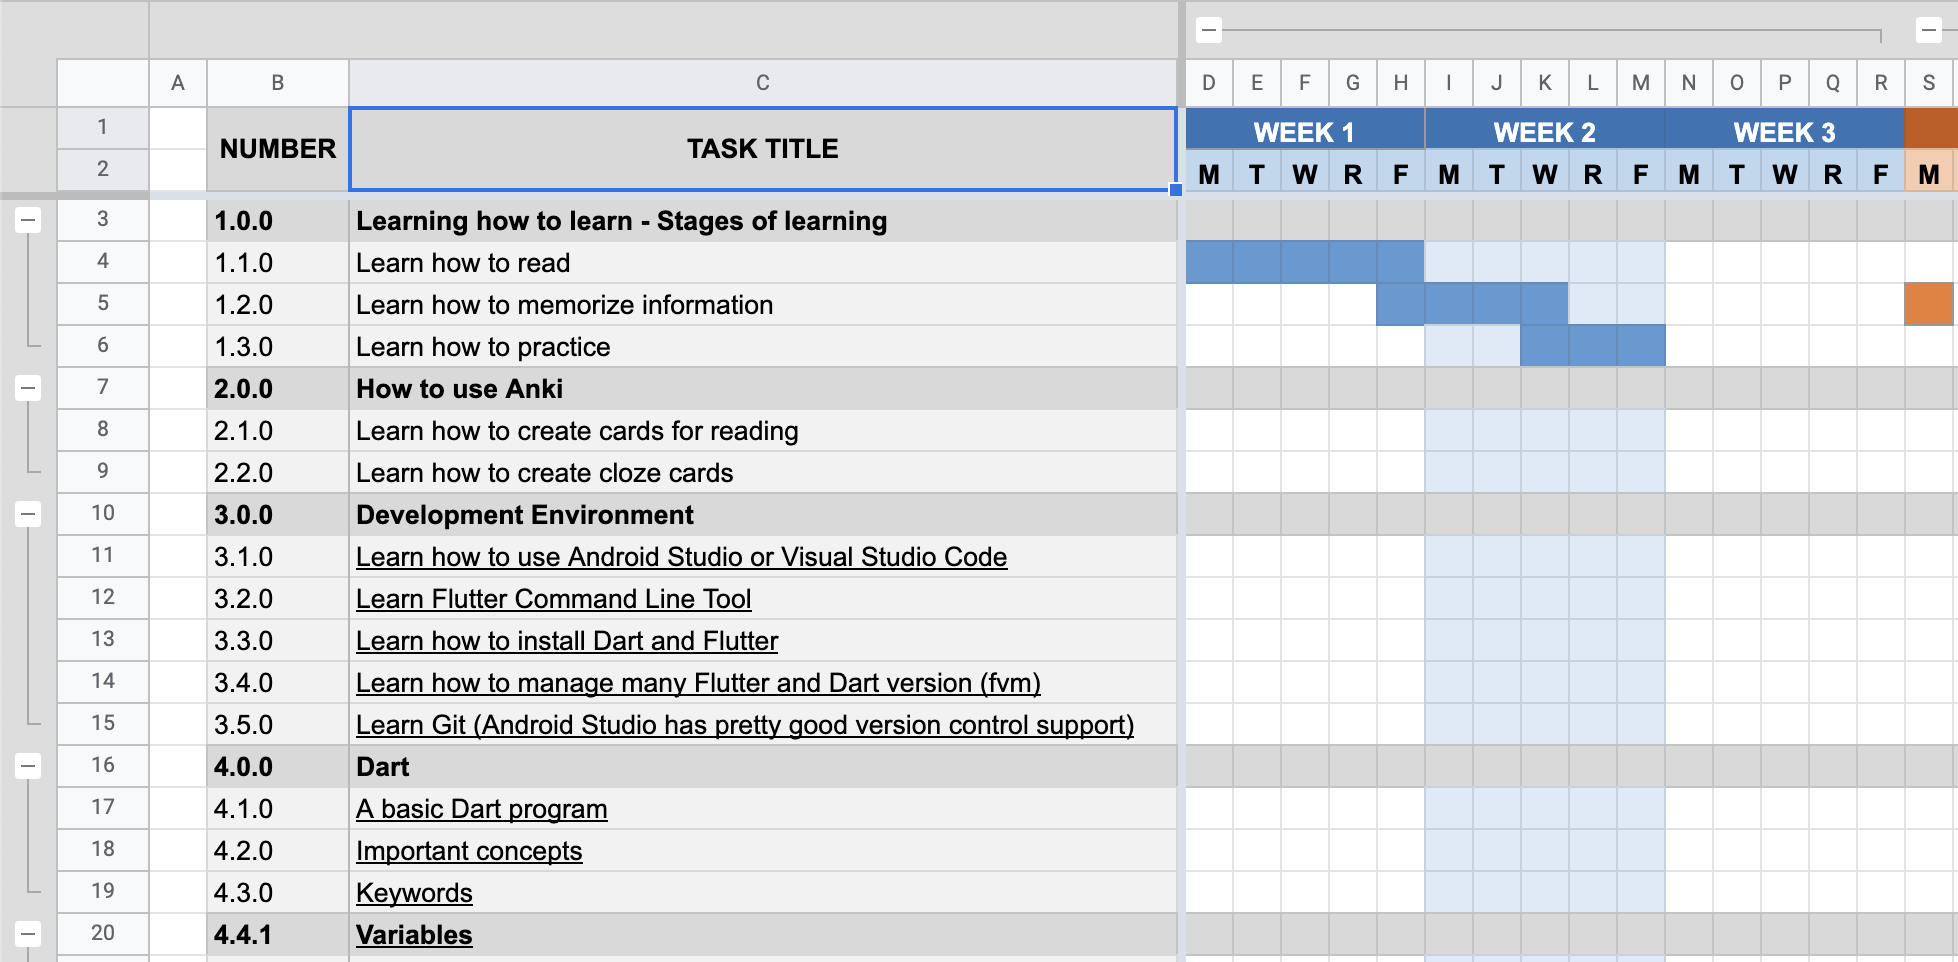 A B C D E F G H I J K L M N O P Q R S
1 NUMBER TASK TITLE WEEK 1 WEEK 2 WEEK 3
2 M T W R F M T W R F M T W R F M
3 1.0.0 Learning how to learn - Stages of learning
4 1.1.0 Learn how to read
5 1.2.0 Learn how to memorize information
6 1.3.0 Learn how to practice
7 2.0.0 How to use Anki
8 2.1.0 Learn how to create cards for reading
9 2.2.0 Learn how to create cloze cards
10 3.0.0 Development Environment
11 3.1.0 Learn how to use Android Studio or Visual Studio Code
12 3.2.0 Learn Flutter Command Line Tool
13 3.3.0 Learn how to install Dart and Flutter
14 3.4.0 Learn how to manage many Flutter and Dart version (fvm)
15 3.5.0 Learn Git (Android Studio has pretty good version control support)
16 4.0.0 Dart
17 4.1.0 A basic Dart program
18 4.2.0 Important concepts
19 4.3.0 Keywords
20 4.4.1 Variables